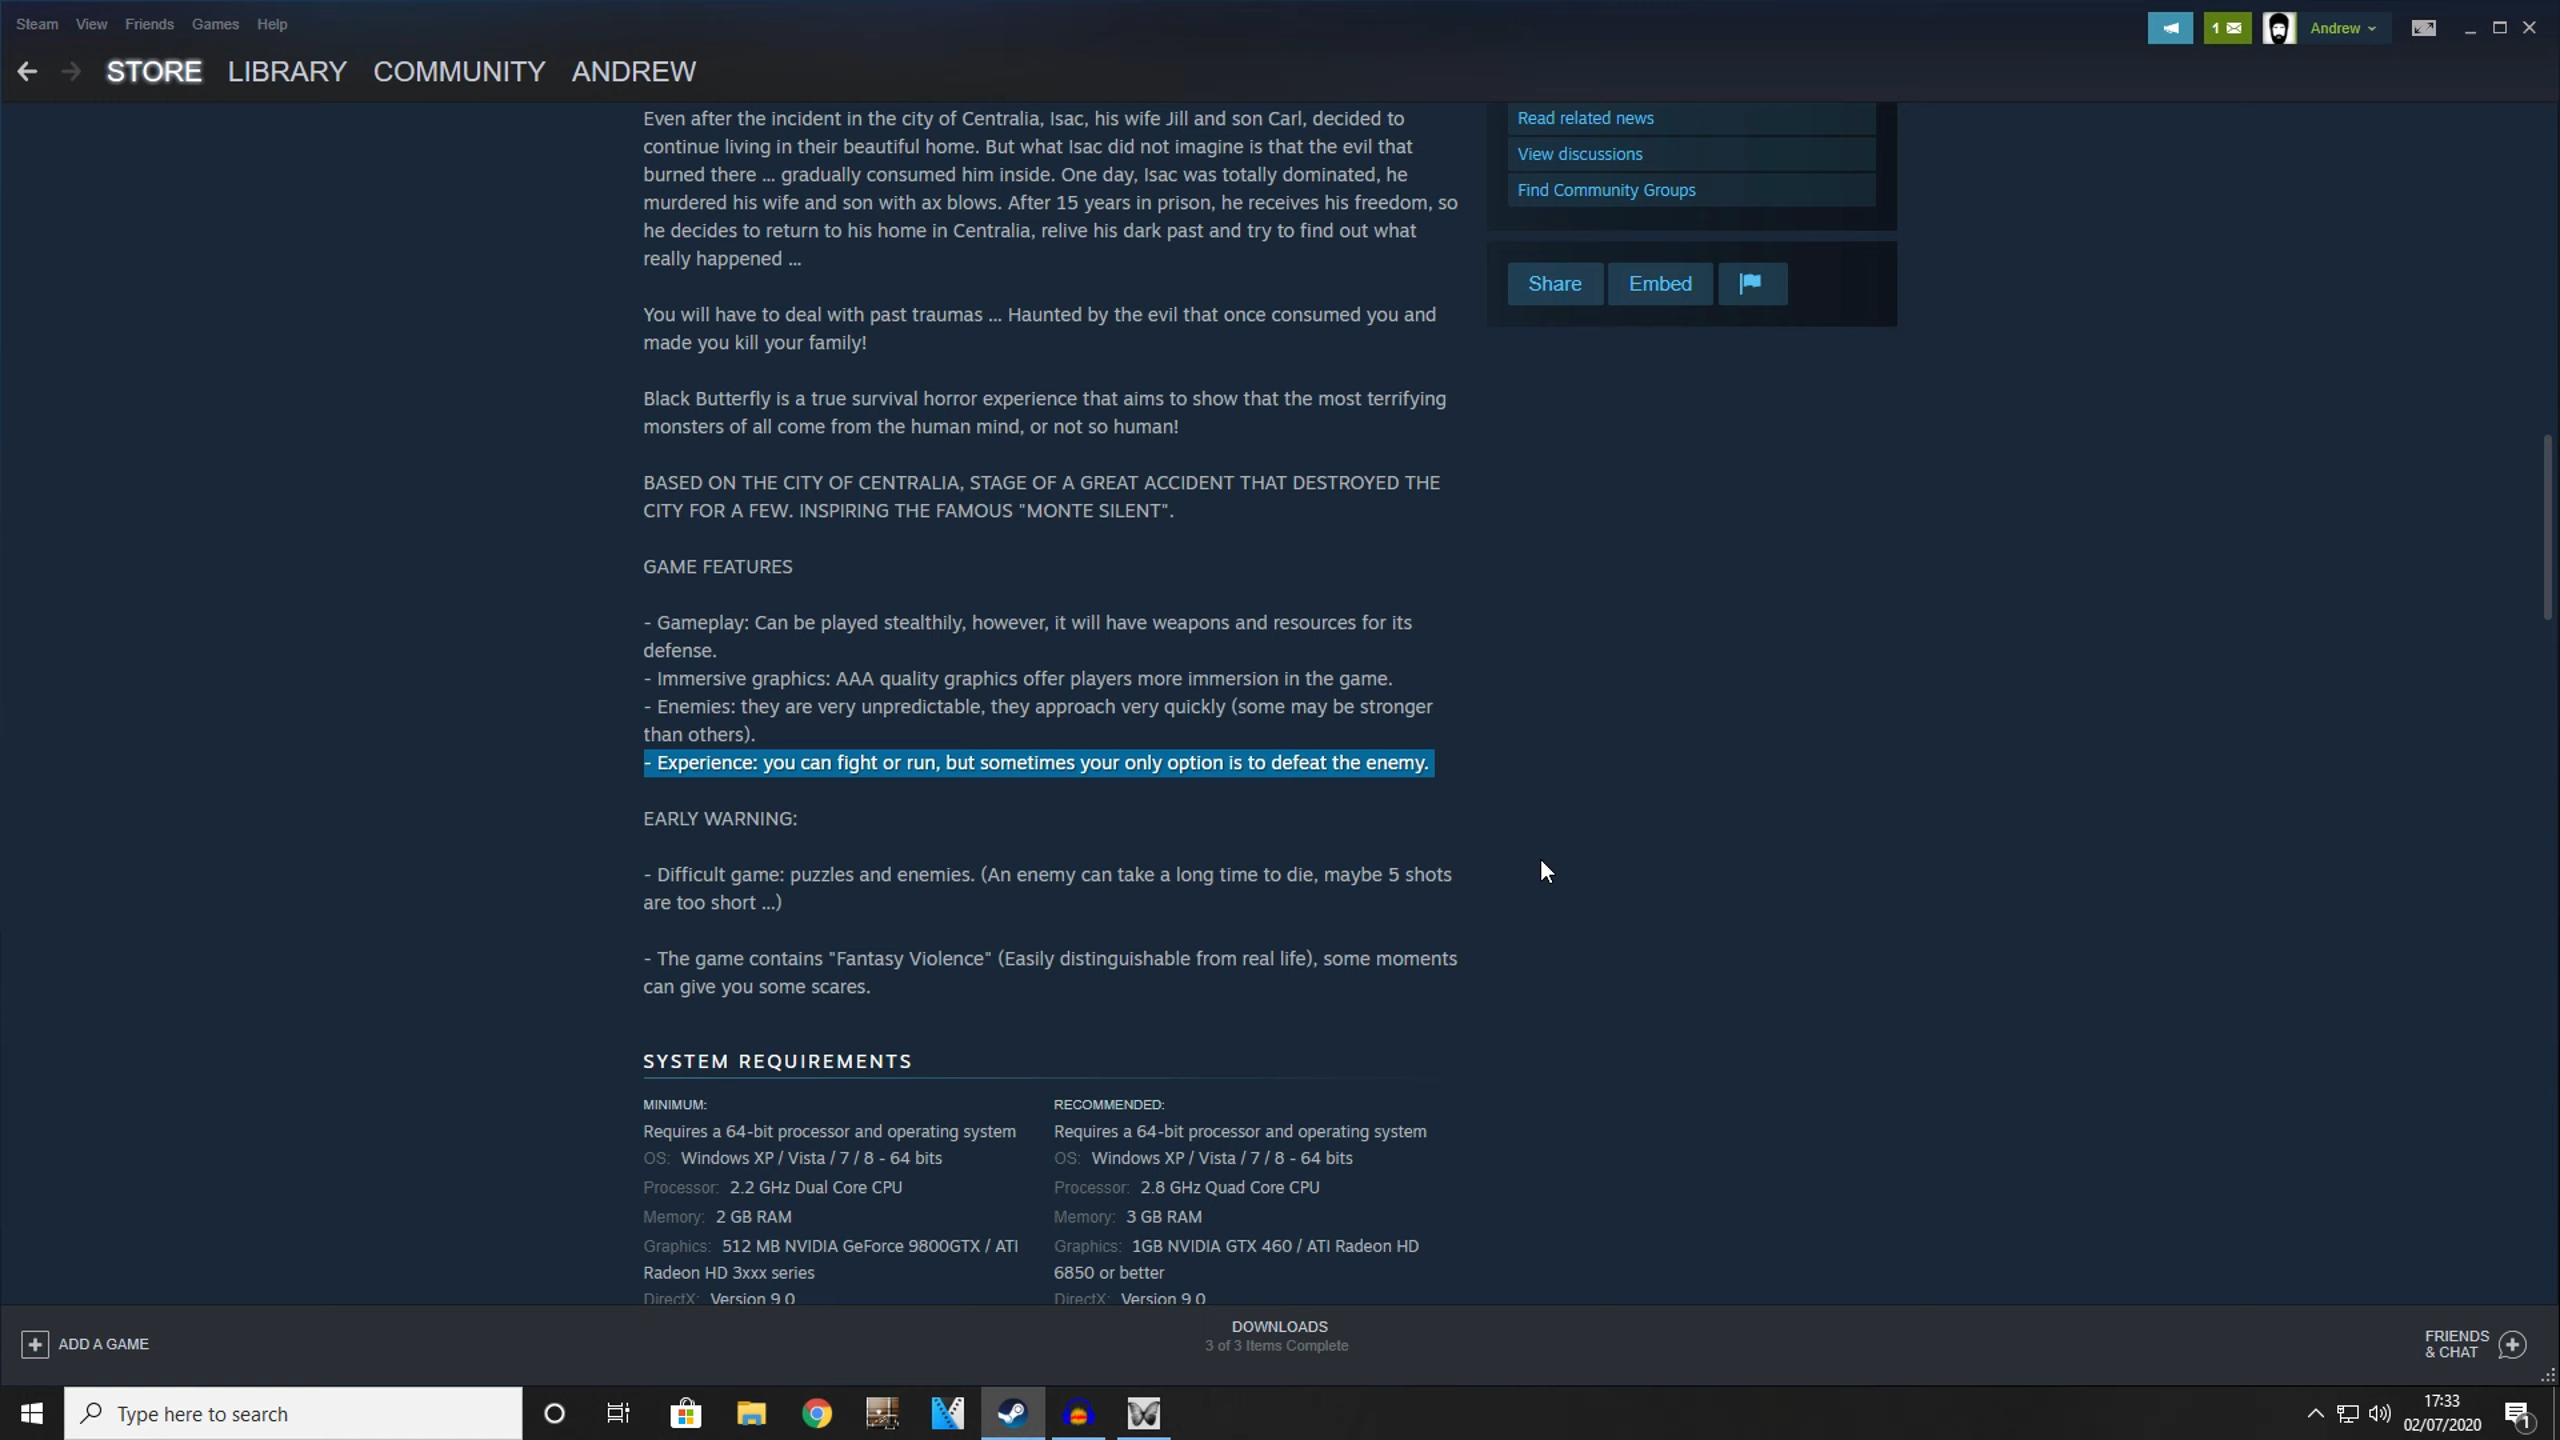 Steam View Friends Games Help
1 Andrew
STORE LIBRARY COMMUNITY ANDREW
Even after the incident in the city of Centralia, Isac, his wife Jill and son Carl, decided to
continue living in their beautiful home. But what Isac did not imagine is that the evil that
burned there ... gradually consumed him inside. One day, Isac was totally dominated, he
murdered his wife and son with ax blows. After 15 years in prison, he receives his freedom, so
he decides to return to his home in Centralia, relive his dark past and try to find out what
really happened ...
You will have to deal with past traumas ... Haunted by the evil that once consumed you and
made you kill your family!
Black Butterfly is a true survival horror experience that aims to show that the most terrifying
monsters of all come from the human mind, or not so human!
BASED ON THE CITY OF CENTRALIA, STAGE OF A GREAT ACCIDENT THAT DESTROYED THE
CITY FOR A FEW. INSPIRING THE FAMOUS "MONTE SILENT".
GAME FEATURES
- Gameplay: Can be played stealthily, however, it will have weapons and resources for its
defense.
- Immersive graphics: AAA quality graphics offer players more immersion in the game.
- Enemies: they are very unpredictable, they approach very quickly (some may be stronger
than others).
- Experience: you can fight or run, but sometimes your only option is to defeat the enemy.
EARLY WARNING:
- Difficult game: puzzles and enemies. (An enemy can take a long time to die, maybe 5 shots
are too short ...)
- The game contains "Fantasy Violence" (Easily distinguishable from real life), some moments
can give you some scares.
Read related news
View discussions
Find Community Groups
Share Embed
SYSTEM REQUIREMENTS
MINIMUM:
Requires a 64-bit processor and operating system
OS: Windows XP / Vista / 7 / 8 - 64 bits
Processor: 2.2 GHz Dual Core CPU
Memory: 2 GB RAM
Graphics: 512 MB NVIDIA GeForce 9800GTX / ATI
Radeon HD 3xxx series
DirectX: Version 9.0
RECOMMENDED:
Requires a 64-bit processor and operating system
OS: Windows XP / Vista / 7 / 8 - 64 bits
Processor: 2.8 GHz Quad Core CPU
Memory: 3 GB RAM
Graphics: 1GB NVIDIA GTX 460 / ATI Radeon HD
6850 or better
DirectX: Version 9.0
ADD A GAME
DOWNLOADS
3 of 3 Items Complete
FRIENDS
& CHAT
Type here to search
17:33
02/07/2020
1